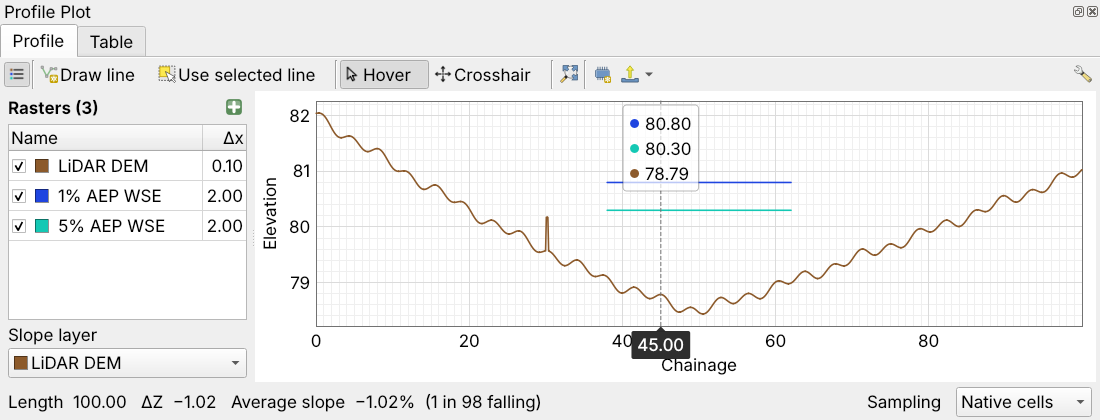 Profile Plot
Profile Table
Draw line Use selected line Hover Crosshair
Rasters (3)
Name Δx
LiDAR DEM 0.10
1% AEP WSE 2.00
5% AEP WSE 2.00
Slope layer
LiDAR DEM
Elevation
82
81
80
79
80.80
80.30
78.79
0 20 40 60 80
45.00
Chainage
Length 100.00 ΔZ −1.02 Average slope −1.02% (1 in 98 falling) Sampling Native cells